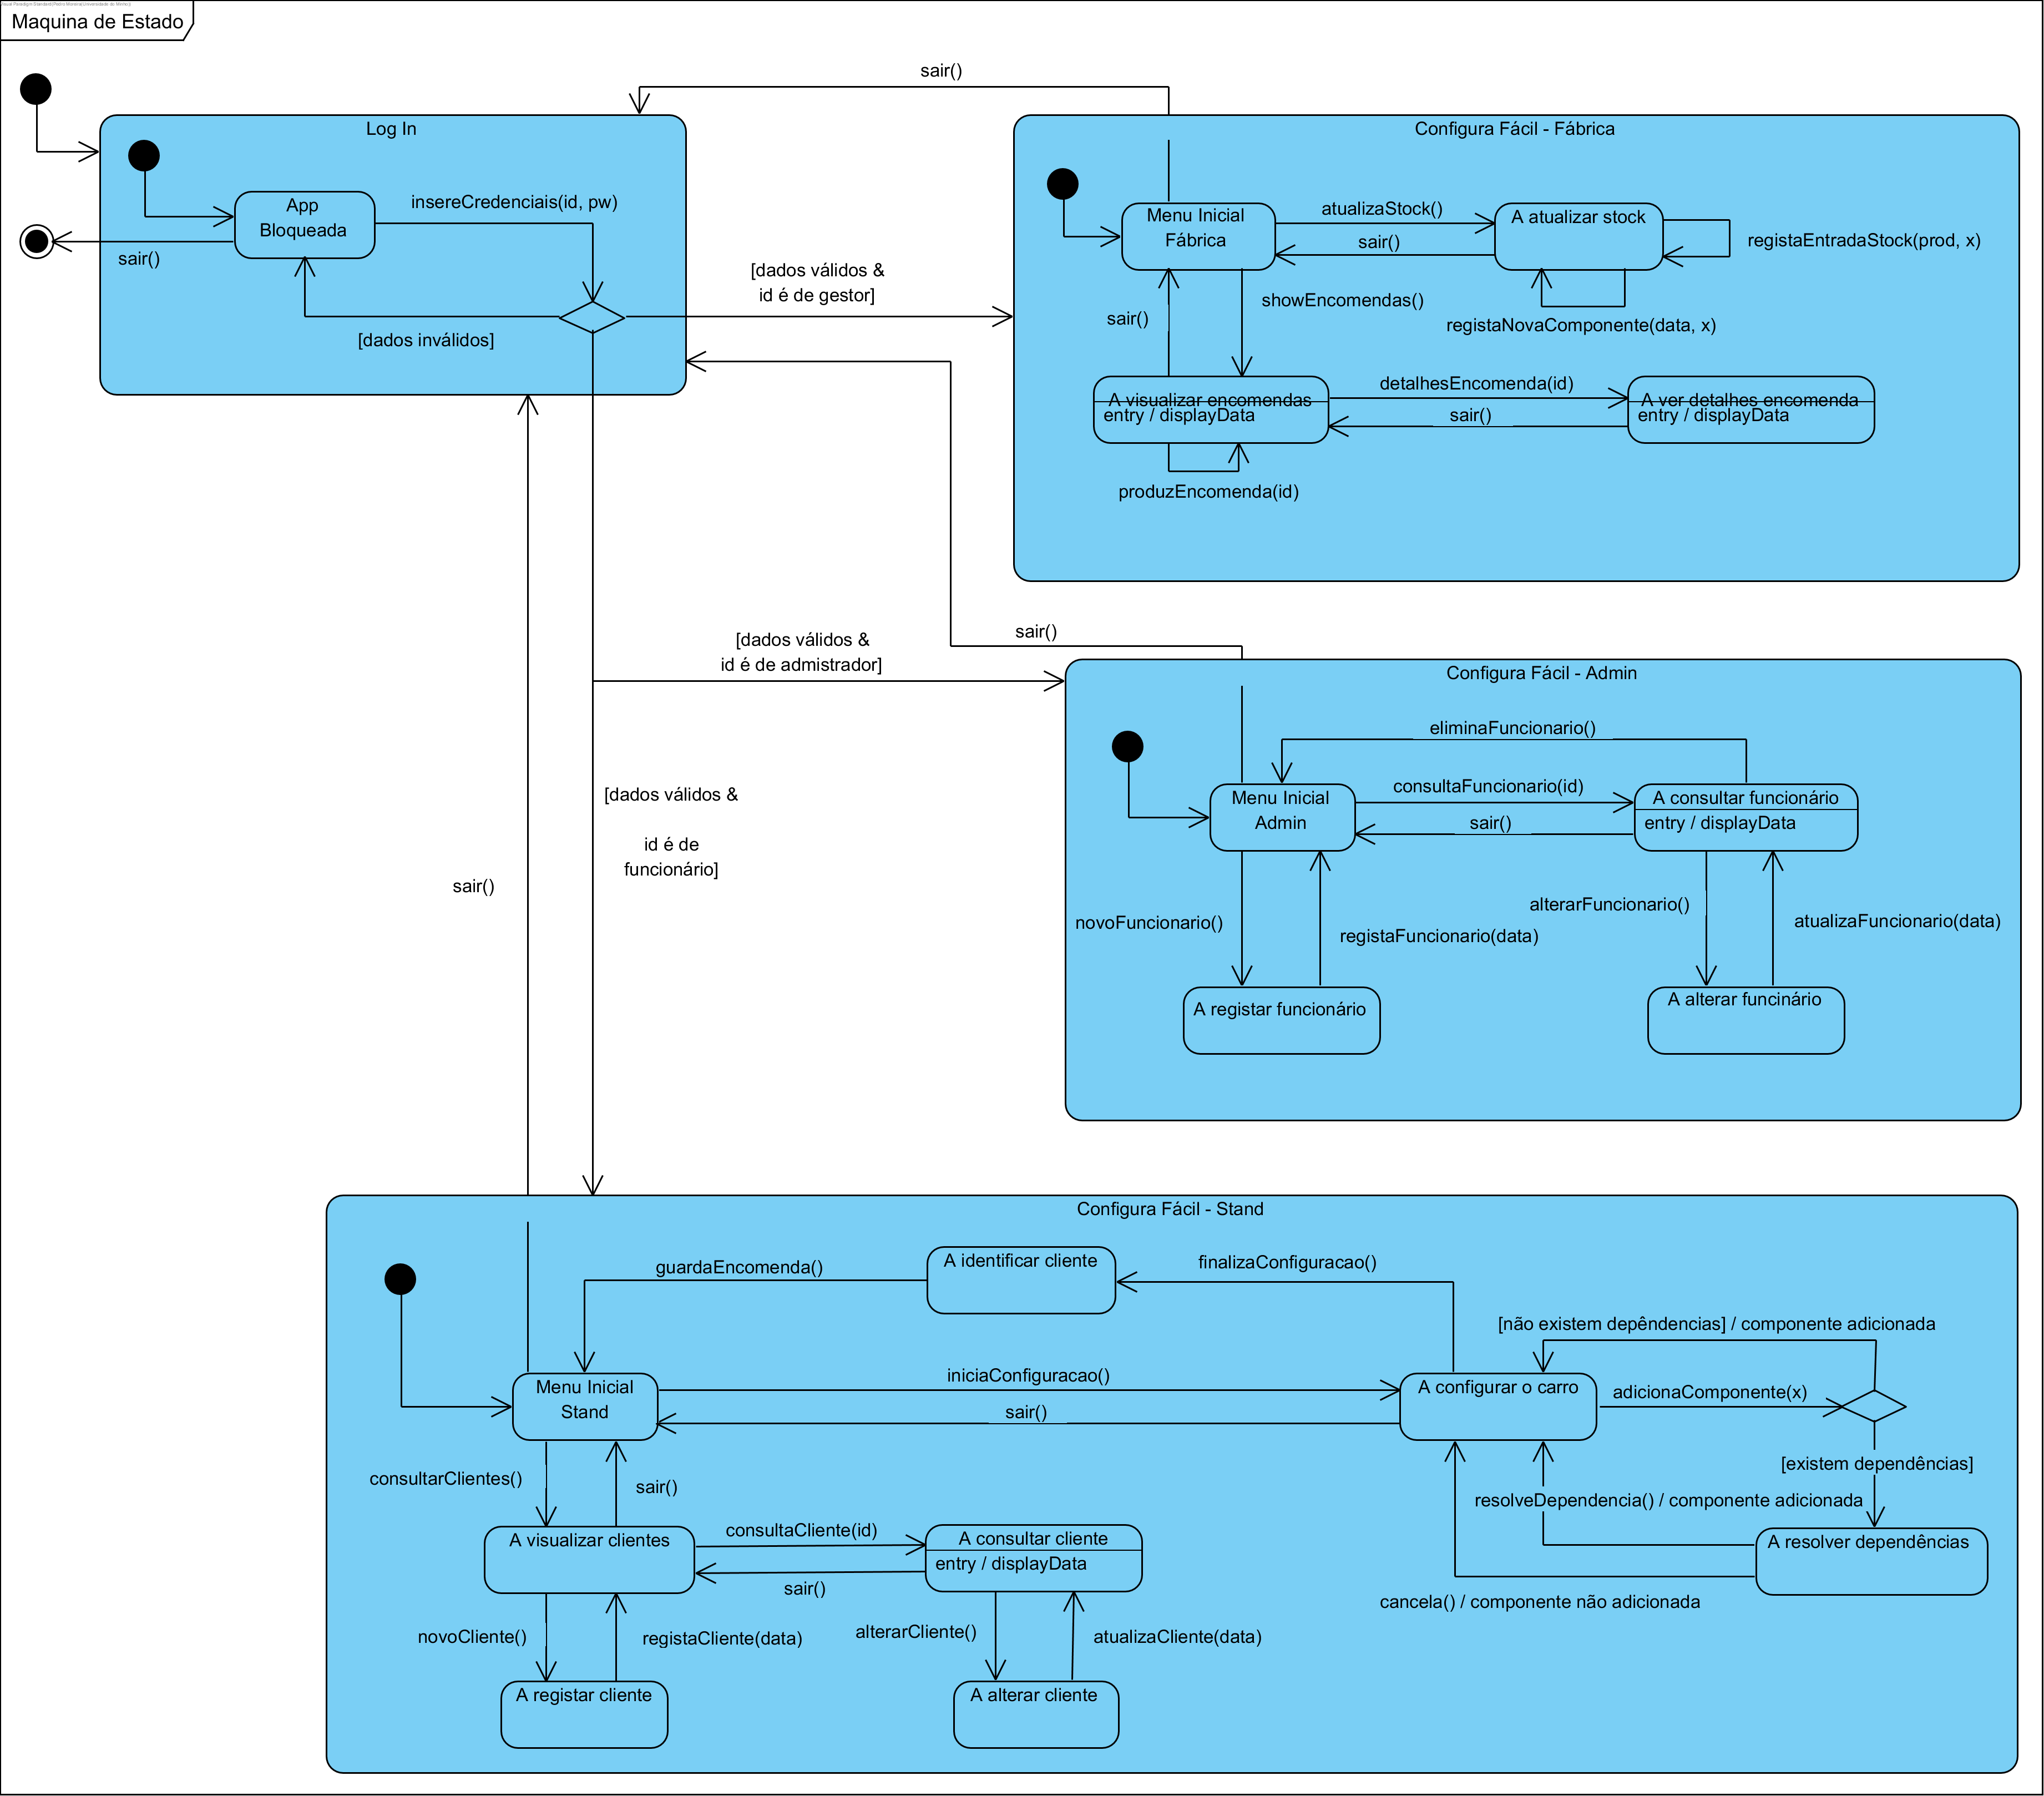 Visual Paradigm Standard(Pedro Moreira(Universidade do Minho))
Maquina de Estado
sair()
Log In
App
Bloqueada
insereCredenciais(id, pw)
sair()
[dados inválidos]
[dados válidos &
id é de gestor]
Configura Fácil - Fábrica
Menu Inicial
Fábrica
atualizaStock()
sair()
A atualizar stock
registaEntradaStock(prod, x)
registaNovaComponente(data, x)
showEncomendas()
sair()
A visualizar encomendas
entry / displayData
detalhesEncomenda(id)
sair()
A ver detalhes encomenda
entry / displayData
produzEncomenda(id)
sair()
[dados válidos &
id é de admistrador]
Configura Fácil - Admin
eliminaFuncionario()
Menu Inicial
Admin
consultaFuncionario(id)
sair()
A consultar funcionário
entry / displayData
novoFuncionario()
registaFuncionario(data)
alterarFuncionario()
atualizaFuncionario(data)
A registar funcionário
A alterar funcinário
[dados válidos &
id é de
funcionário]
sair()
Configura Fácil - Stand
guardaEncomenda()
A identificar cliente
finalizaConfiguracao()
[não existem depêndencias] / componente adicionada
Menu Inicial
Stand
iniciaConfiguracao()
sair()
A configurar o carro
adicionaComponente(x)
[existem dependências]
consultarClientes()
sair()
resolveDependencia() / componente adicionada
A visualizar clientes
consultaCliente(id)
sair()
A consultar cliente
entry / displayData
A resolver dependências
cancela() / componente não adicionada
novoCliente()
registaCliente(data)
alterarCliente()
atualizaCliente(data)
A registar cliente
A alterar cliente